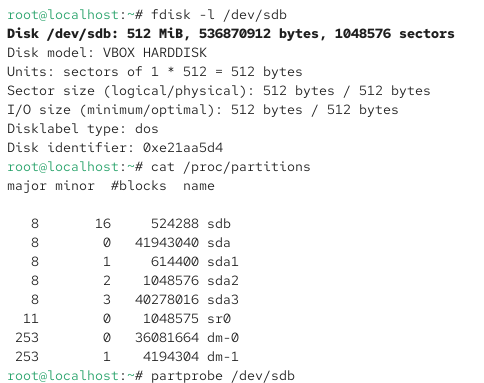 root@localhost:~# fdisk -l /dev/sdb
Disk /dev/sdb: 512 MiB, 536870912 bytes, 1048576 sectors
Disk model: VBOX HARDDISK
Units: sectors of 1 * 512 = 512 bytes
Sector size (logical/physical): 512 bytes / 512 bytes
I/O size (minimum/optimal): 512 bytes / 512 bytes
Disklabel type: dos
Disk identifier: 0xe21aa5d4
root@localhost:~# cat /proc/partitions
major minor  #blocks  name

   8       16     524288 sdb
   8        0   41943040 sda
   8        1     614400 sda1
   8        2    1048576 sda2
   8        3   40278016 sda3
  11        0    1048575 sr0
 253        0   36081664 dm-0
 253        1    4194304 dm-1
root@localhost:~# partprobe /dev/sdb